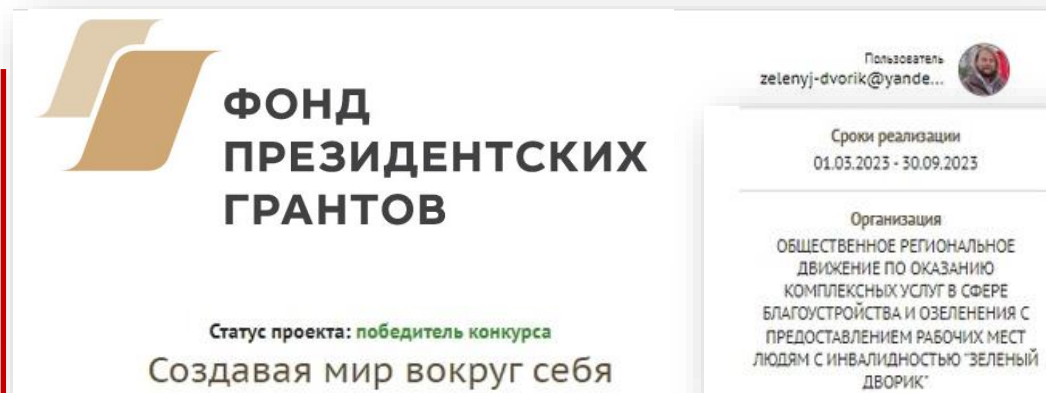 ФОНД
ПРЕЗИДЕНТСКИХ
ГРАНТОВ
Статус проекта: победитель конкурса
Создавая мир вокруг себя
Пользователь
zelenyj-dvorik@yande...
Сроки реализации
01.03.2023 - 30.09.2023
Организация
ОБЩЕСТВЕННОЕ РЕГИОНАЛЬНОЕ
ДВИЖЕНИЕ ПО ОКАЗАНИЮ
КОМПЛЕКСНЫХ УСЛУГ В СФЕРЕ
БЛАГОУСТРОЙСТВА И ОЗЕЛЕНЕНИЯ С
ПРЕДОСТАВЛЕНИЕМ РАБОЧИХ МЕСТ
ЛЮДЯМ С ИНВАЛИДНОСТЬЮ "ЗЕЛЕНЫЙ
ДВОРИК"